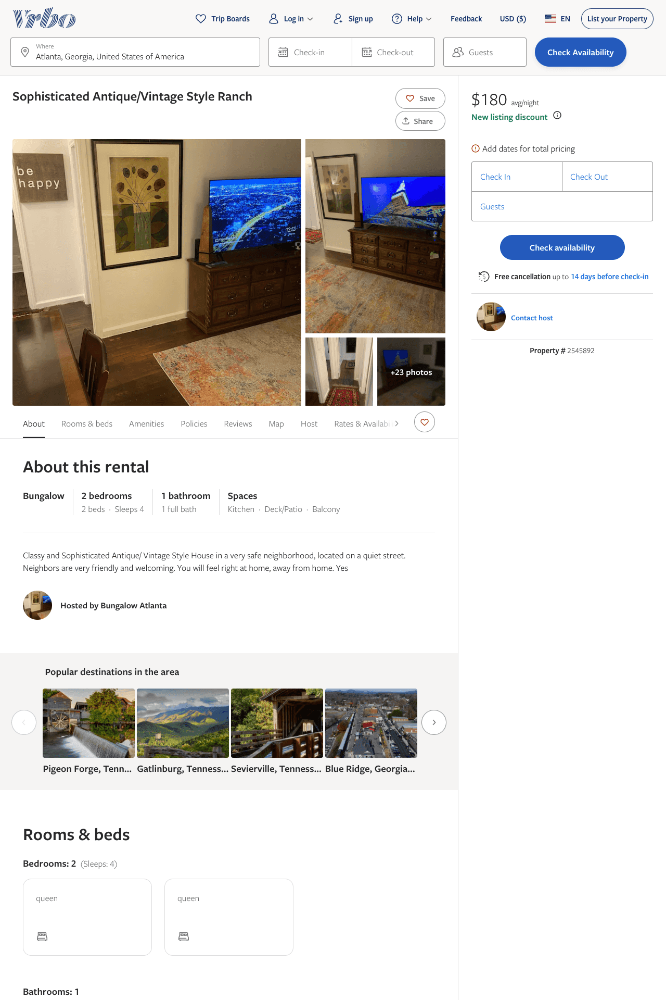 Vrbo
Trip Boards
Log in
Sign up
Help
Feedback
USD ($)
EN
List your Property
Where
Atlanta, Georgia, United States of America
Check-in
Check-out
Guests
Check Availability
Sophisticated Antique/Vintage Style Ranch
Save
Share
be
happy
12:53
12:51
+23 photos
$180 avg/night
New listing discount
Add dates for total pricing
Check In
Check Out
Guests
Check availability
Free cancellation up to 14 days before check-in
Contact host
Property # 2545892
About
Rooms & beds
Amenities
Policies
Reviews
Map
Host
Rates & Availabili
About this rental
Bungalow
2 bedrooms
2 beds · Sleeps 4
1 bathroom
1 full bath
Spaces
Kitchen · Deck/Patio · Balcony
Classy and Sophisticated Antique/ Vintage Style House in a very safe neighborhood, located on a quiet street.
Neighbors are very friendly and welcoming. You will feel right at home, away from home. Yes
Hosted by Bungalow Atlanta
Popular destinations in the area
Pigeon Forge, Tenn...
Gatlinburg, Tenness...
Sevierville, Tenness...
Blue Ridge, Georgia...
Rooms & beds
Bedrooms: 2 (Sleeps: 4)
queen
queen
Bathrooms: 1